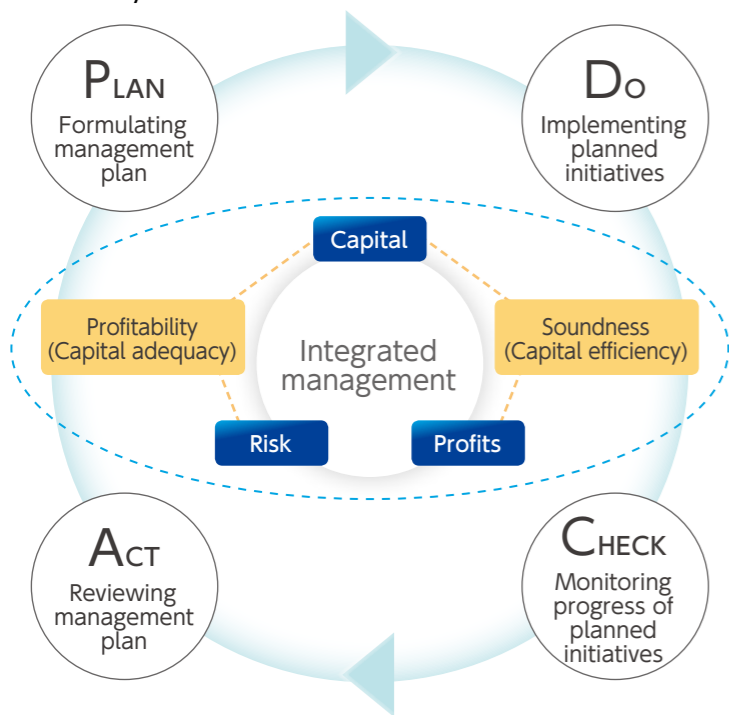 PLAN
Formulating
management
plan
DO
Implementing
planned
initiatives
Capital
Profitability
(Capital adequacy)
Soundness
(Capital efficiency)
Integrated
management
Risk
Profits
ACT
Reviewing
management
plan
CHECK
Monitoring
progress of
planned
initiatives